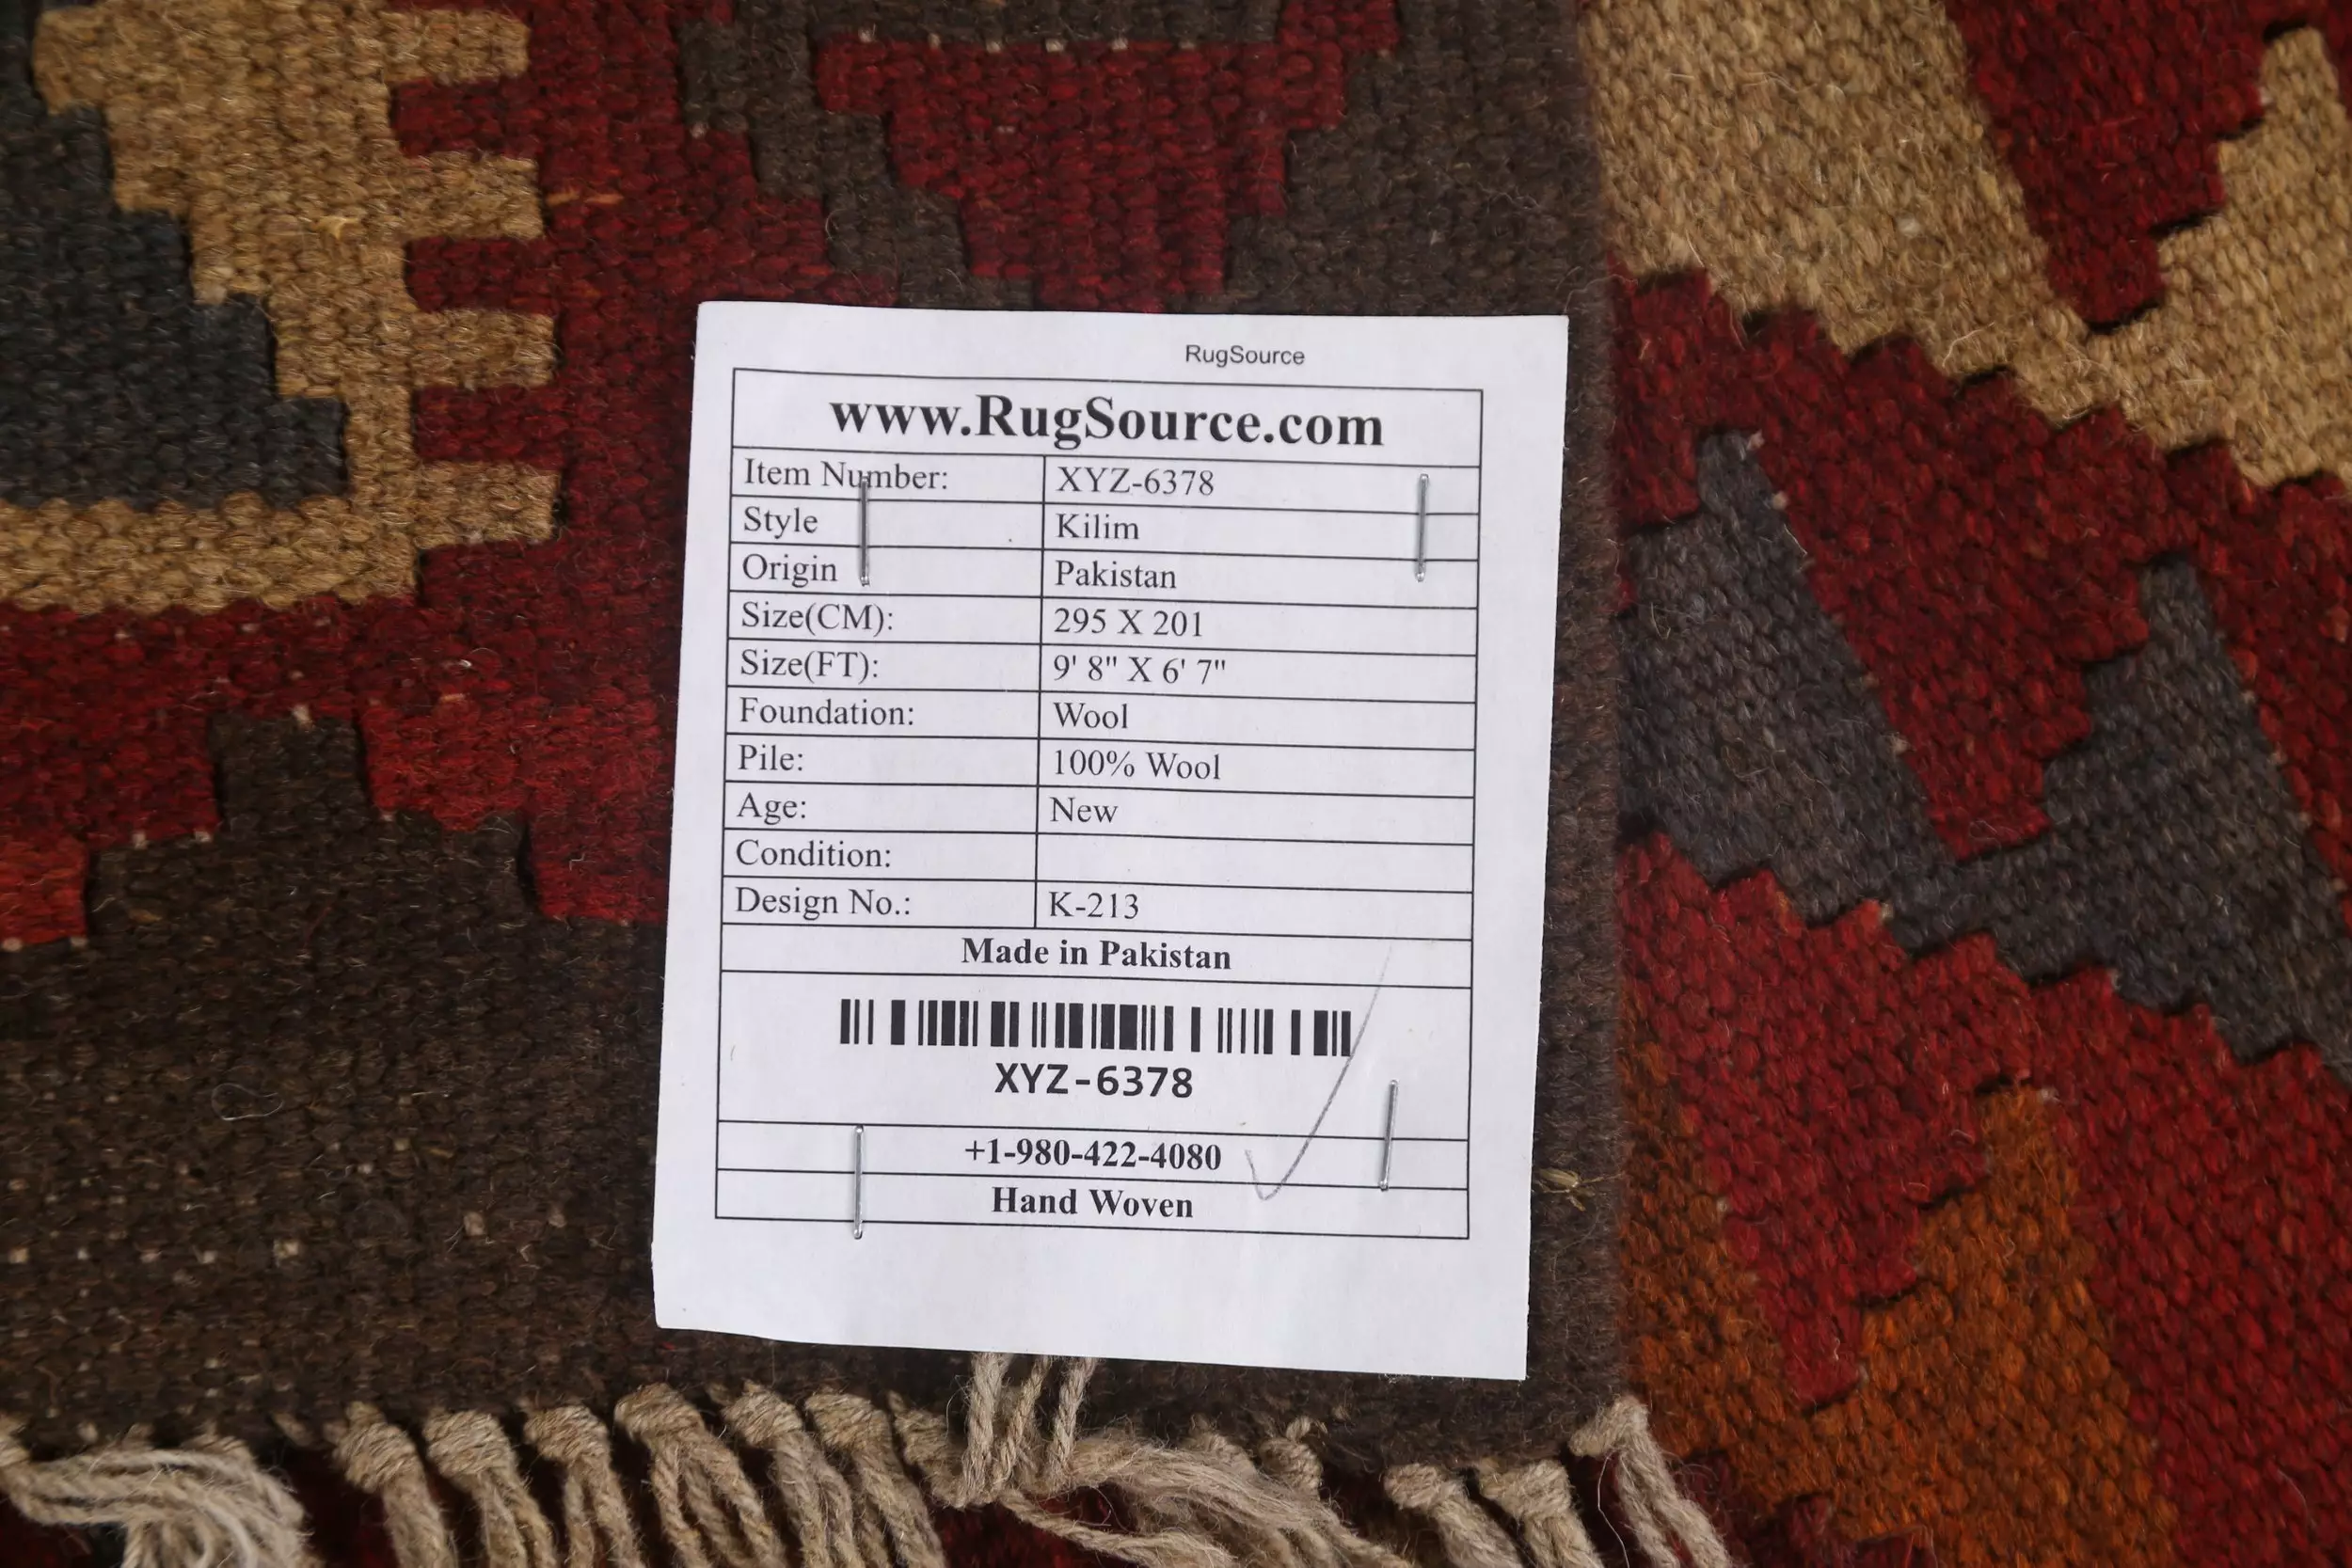 RugSource
www.RugSource.com
Item Number: XYZ-6378
Style Kilim
Origin Pakistan
Size(CM): 295 X 201
Size(FT): 9' 8" X 6' 7"
Foundation: Wool
Pile: 100% Wool
Age: New
Condition:
Design No.: K-213
Made in Pakistan
XYZ-6378
+1-980-422-4080
Hand Woven